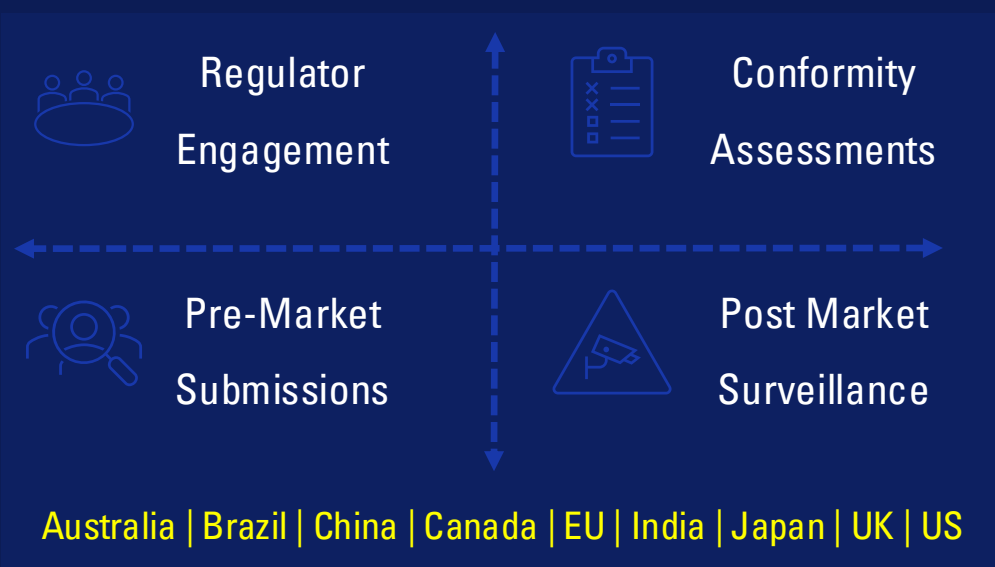 Regulator
Engagement
Conformity
Assessments
Pre-Market
Submissions
Post Market
Surveillance
Australia | Brazil | China | Canada | EU | India | Japan | UK | US